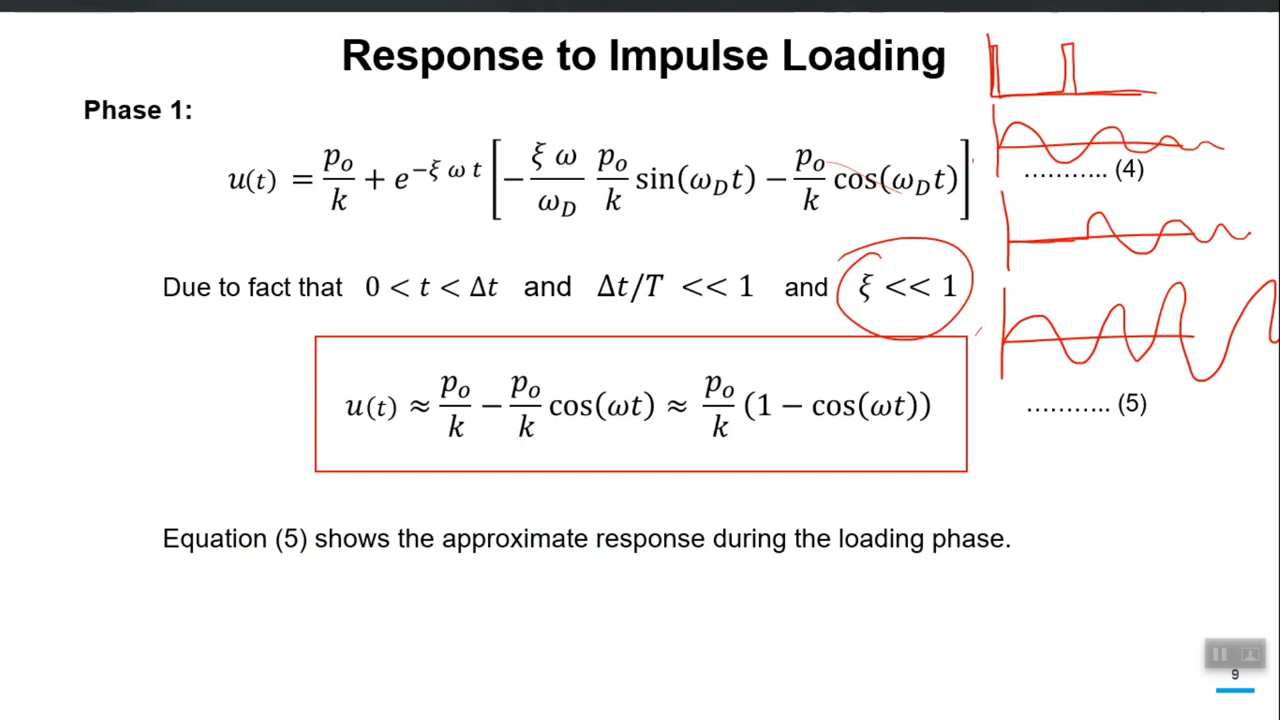 Response to Impulse Loading
Phase 1:
u(t) = p_o/k + e^{−ξ ω t} [−(ξ ω/ω_D) (p_o/k) sin(ω_D t) − (p_o/k) cos(ω_D t)]
……….. (4)
Due to fact that 0 < t < Δt and Δt/T << 1 and ξ << 1
u(t) ≈ p_o/k − (p_o/k) cos(ωt) ≈ (p_o/k) (1 − cos(ωt))
……….. (5)
Equation (5) shows the approximate response during the loading phase.
9